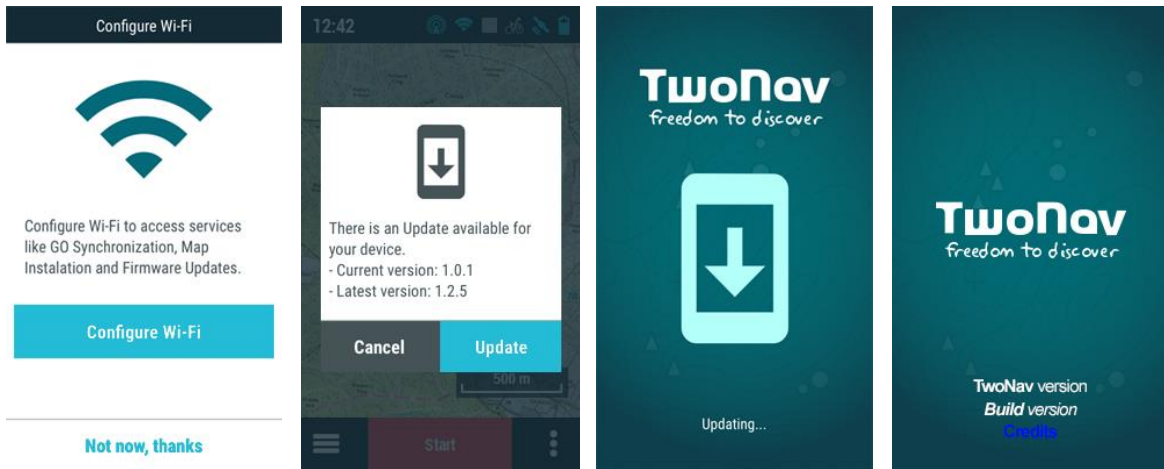 Configure Wi-Fi
Configure Wi-Fi to access services
like GO Synchronization, Map
Instalation and Firmware Updates.
Configure Wi-Fi
Not now, thanks
12:42
There is an Update available for
your device.
- Current version: 1.0.1
- Latest version: 1.2.5
Cancel
Update
500 m
Start
TwoNav
freedom to discover
Updating...
TwoNav
freedom to discover
TwoNav version
Build version
Credits